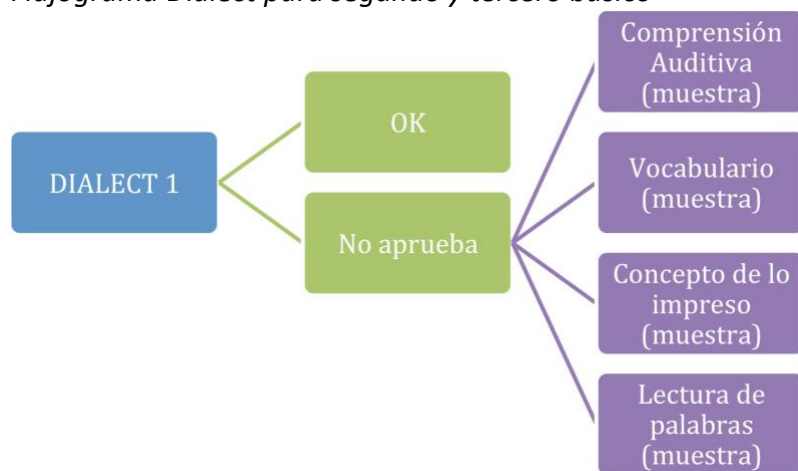 Flujograma Dialect para segundo y tercero básico
DIALECT 1
OK
No aprueba
Comprensión
Auditiva
(muestra)
Vocabulario
(muestra)
Concepto de lo
impreso
(muestra)
Lectura de
palabras
(muestra)